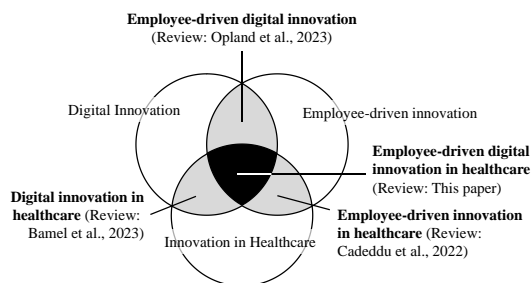 Employee-driven digital innovation
(Review: Opland et al., 2023)
Digital Innovation
Employee-driven innovation
Employee-driven digital
innovation in healthcare
(Review: This paper)
Digital innovation in
healthcare (Review:
Bamel et al., 2023)
Innovation in Healthcare
Employee-driven innovation
in healthcare (Review:
Cadeddu et al., 2022)